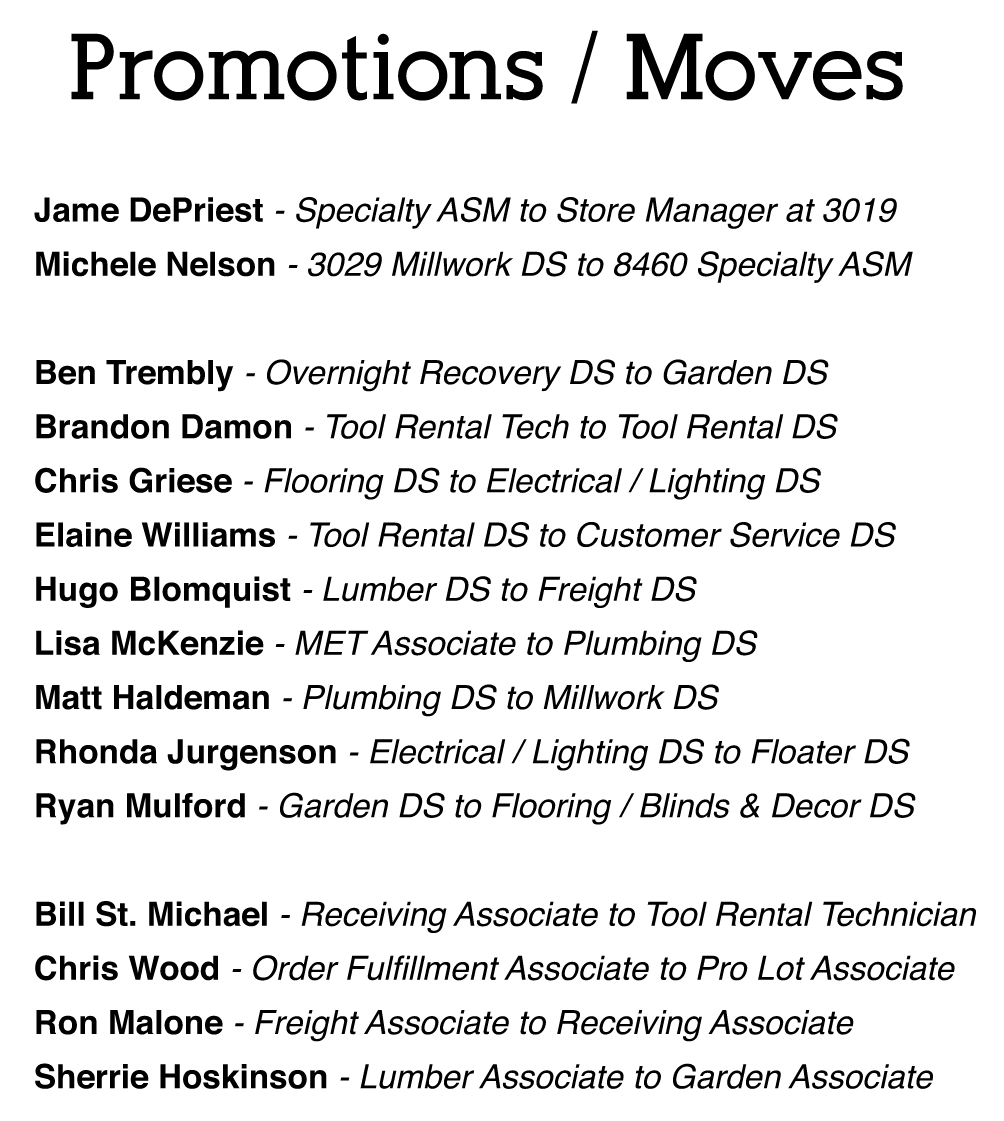 Promotions / Moves
Jame DePriest - Specialty ASM to Store Manager at 3019
Michele Nelson - 3029 Millwork DS to 8460 Specialty ASM
Ben Trembly - Overnight Recovery DS to Garden DS
Brandon Damon - Tool Rental Tech to Tool Rental DS
Chris Griese - Flooring DS to Electrical / Lighting DS
Elaine Williams - Tool Rental DS to Customer Service DS
Hugo Blomquist - Lumber DS to Freight DS
Lisa McKenzie - MET Associate to Plumbing DS
Matt Haldeman - Plumbing DS to Millwork DS
Rhonda Jurgenson - Electrical / Lighting DS to Floater DS
Ryan Mulford - Garden DS to Flooring / Blinds & Decor DS
Bill St. Michael - Receiving Associate to Tool Rental Technician
Chris Wood - Order Fulfillment Associate to Pro Lot Associate
Ron Malone - Freight Associate to Receiving Associate
Sherrie Hoskinson - Lumber Associate to Garden Associate